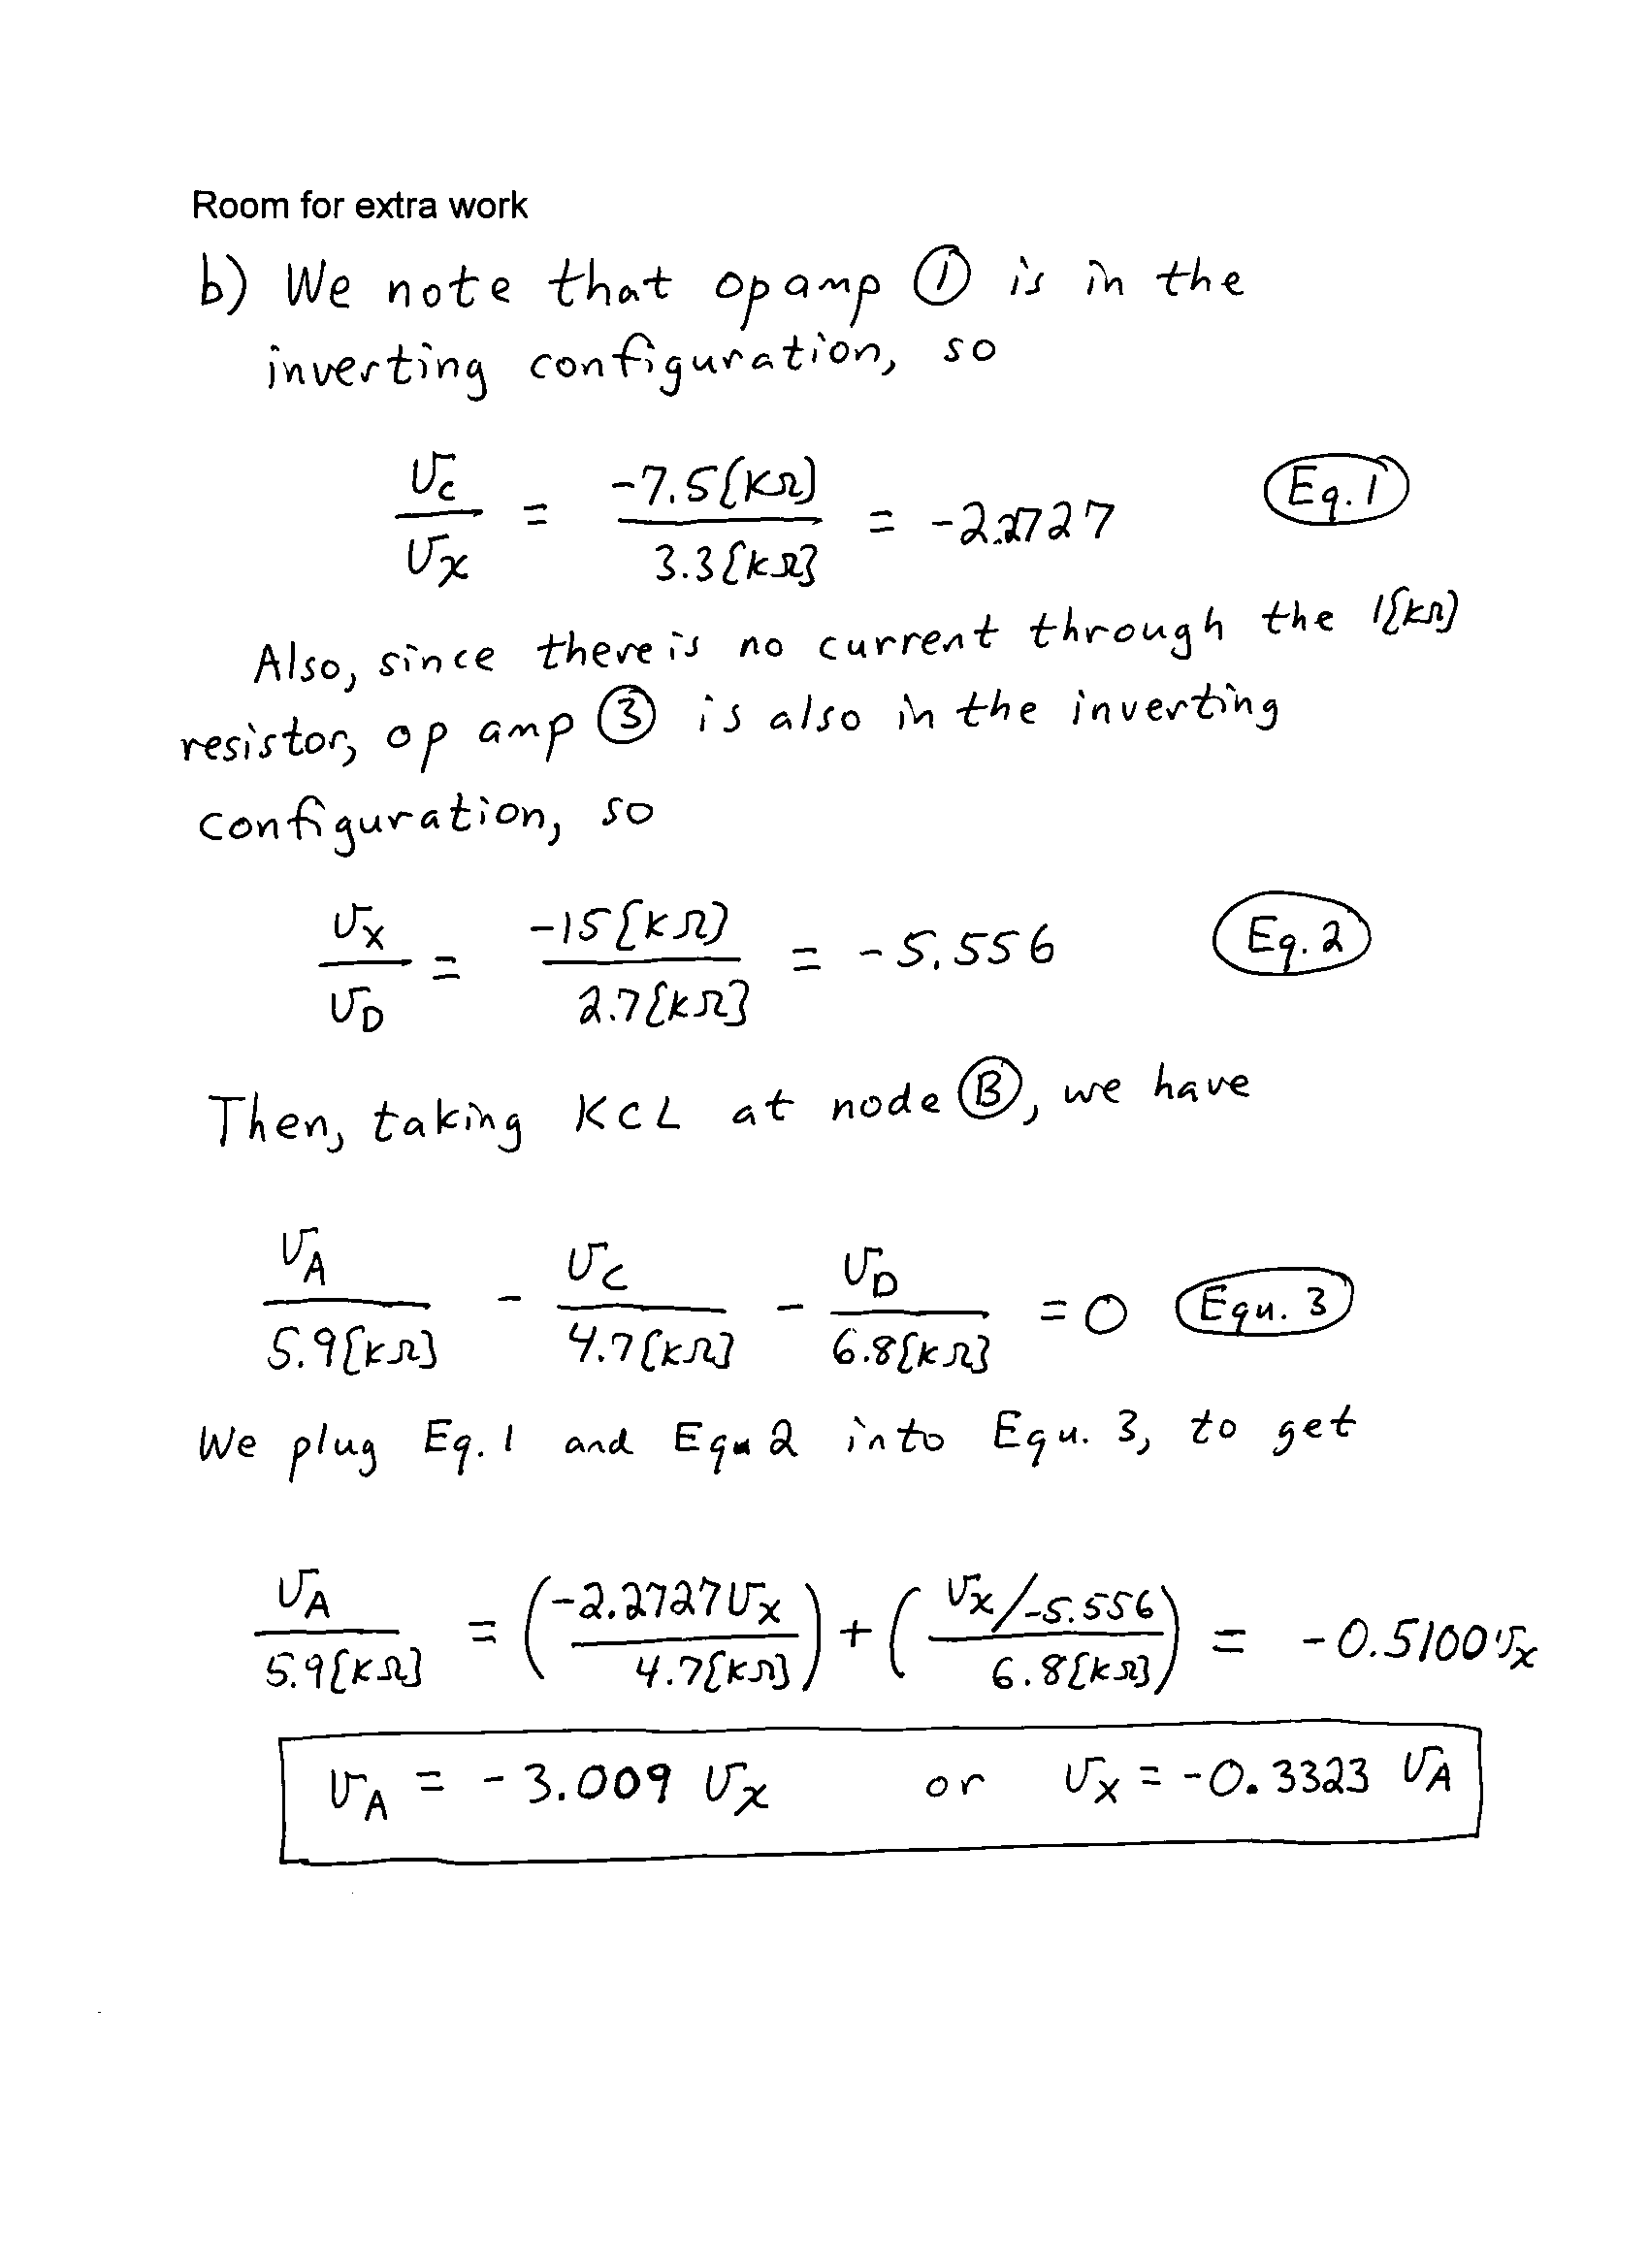 Room for extra work
b) We note that op amp ① is in the
inverting configuration, so
v_C / v_X = -7.5{kΩ} / 3.3{kΩ} = -2.2727 (Eq. 1)
Also, since there is no current through the 1{kΩ}
resistor, op amp ③ is also in the inverting
configuration, so
v_X / v_D = -15{kΩ} / 2.7{kΩ} = -5.556 (Eq. 2)
Then, taking KCL at node Ⓑ, we have
v_A / 5.9{kΩ} - v_C / 4.7{kΩ} - v_D / 6.8{kΩ} = 0 (Equ. 3)
We plug Eq. 1 and Equ 2 into Equ. 3, to get
v_A / 5.9{kΩ} = (-2.2727 v_X / 4.7{kΩ}) + (v_X/-5.556 / 6.8{kΩ}) = -0.5100 v_X
v_A = -3.009 v_X or v_X = -0.3323 v_A